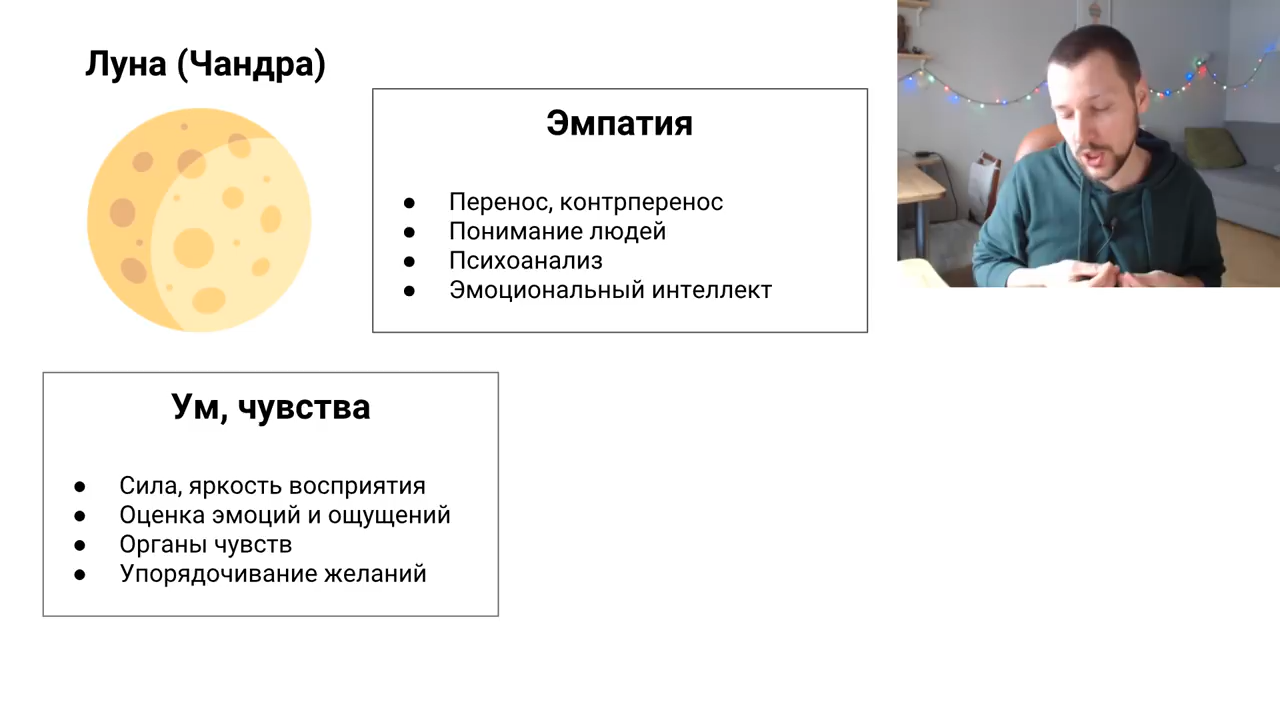 Луна (Чандра)
Эмпатия
● Перенос, контрперенос
● Понимание людей
● Психоанализ
● Эмоциональный интеллект
Ум, чувства
● Сила, яркость восприятия
● Оценка эмоций и ощущений
● Органы чувств
● Упорядочивание желаний